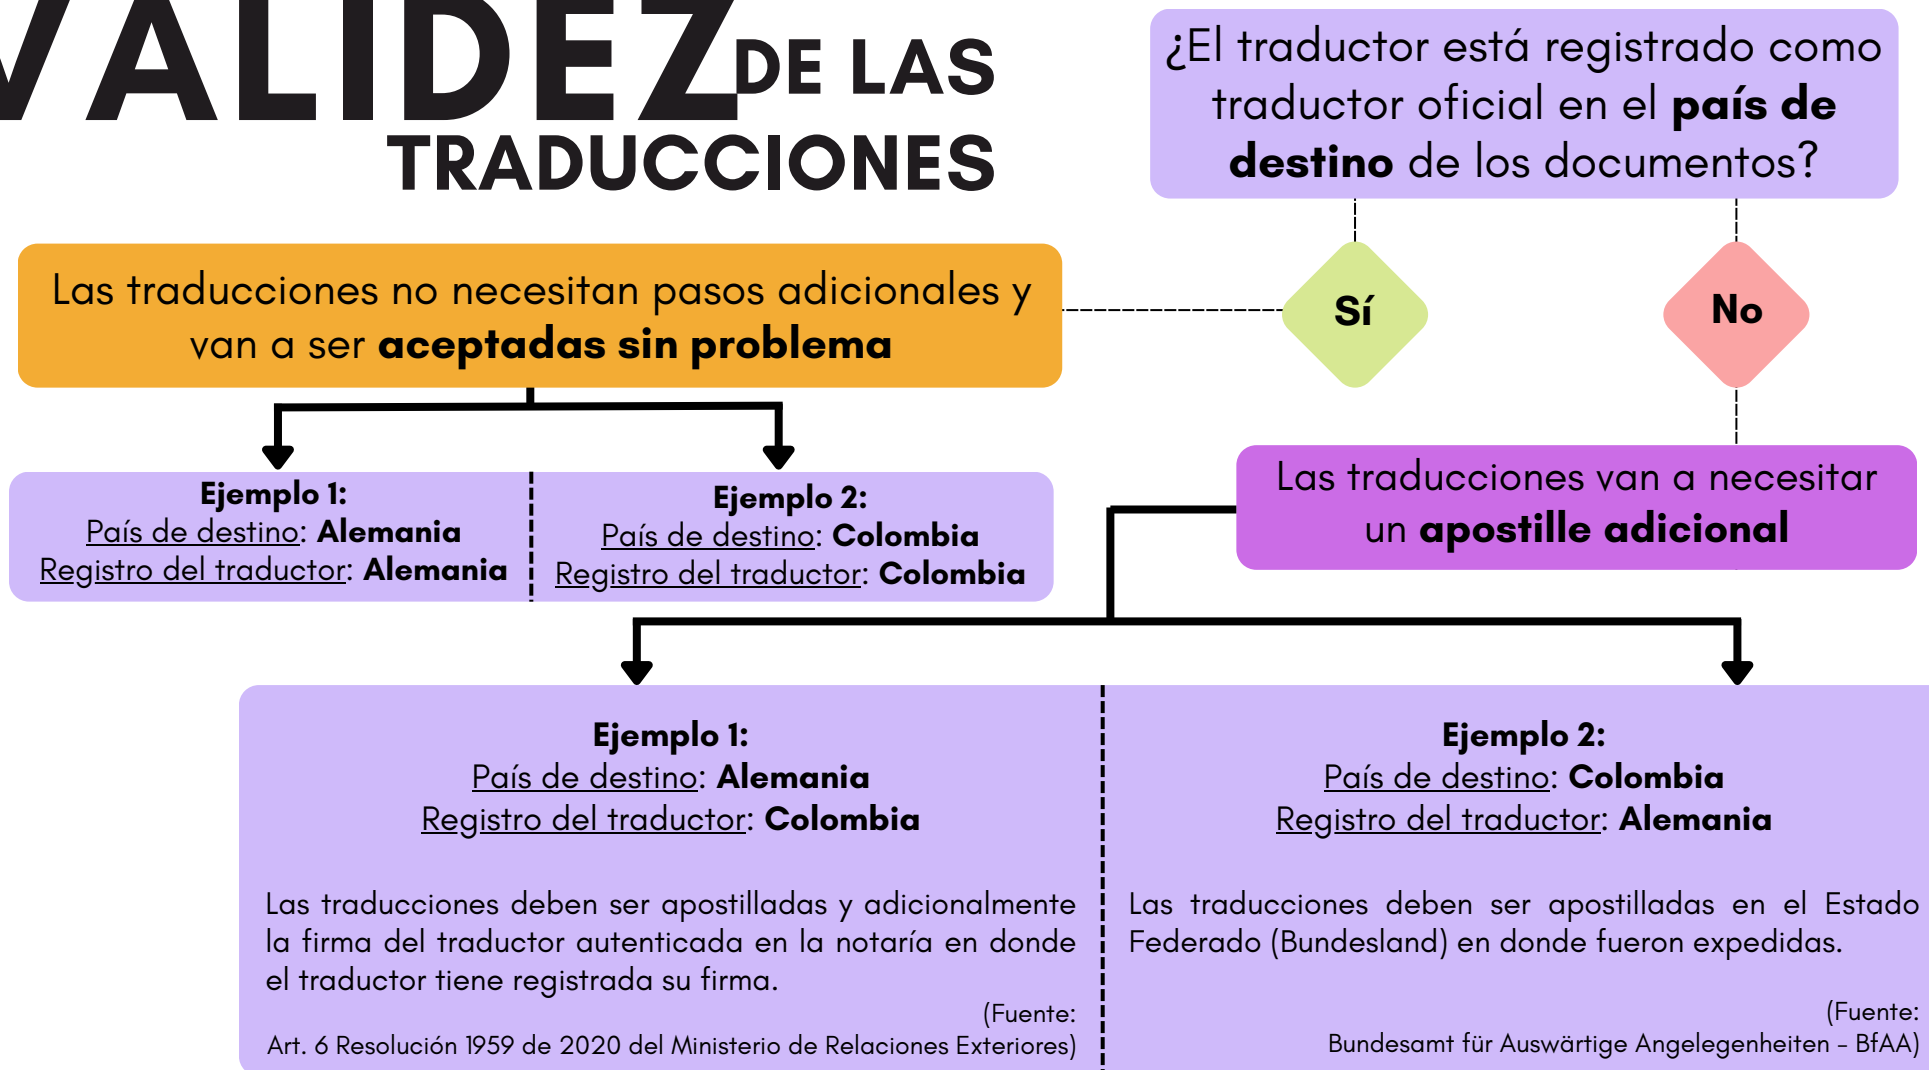 VALIDEZ DE LAS
TRADUCCIONES
¿El traductor está registrado como
traductor oficial en el país de
destino de los documentos?
Sí
No
Las traducciones no necesitan pasos adicionales y
van a ser aceptadas sin problema
Ejemplo 1:
País de destino: Alemania
Registro del traductor: Alemania
Ejemplo 2:
País de destino: Colombia
Registro del traductor: Colombia
Las traducciones van a necesitar
un apostille adicional
Ejemplo 1:
País de destino: Alemania
Registro del traductor: Colombia
Las traducciones deben ser apostilladas y adicionalmente
la firma del traductor autenticada en la notaría en donde
el traductor tiene registrada su firma.
(Fuente:
Art. 6 Resolución 1959 de 2020 del Ministerio de Relaciones Exteriores)
Ejemplo 2:
País de destino: Colombia
Registro del traductor: Alemania
Las traducciones deben ser apostilladas en el Estado
Federado (Bundesland) en donde fueron expedidas.
(Fuente:
Bundesamt für Auswärtige Angelegenheiten - BfAA)